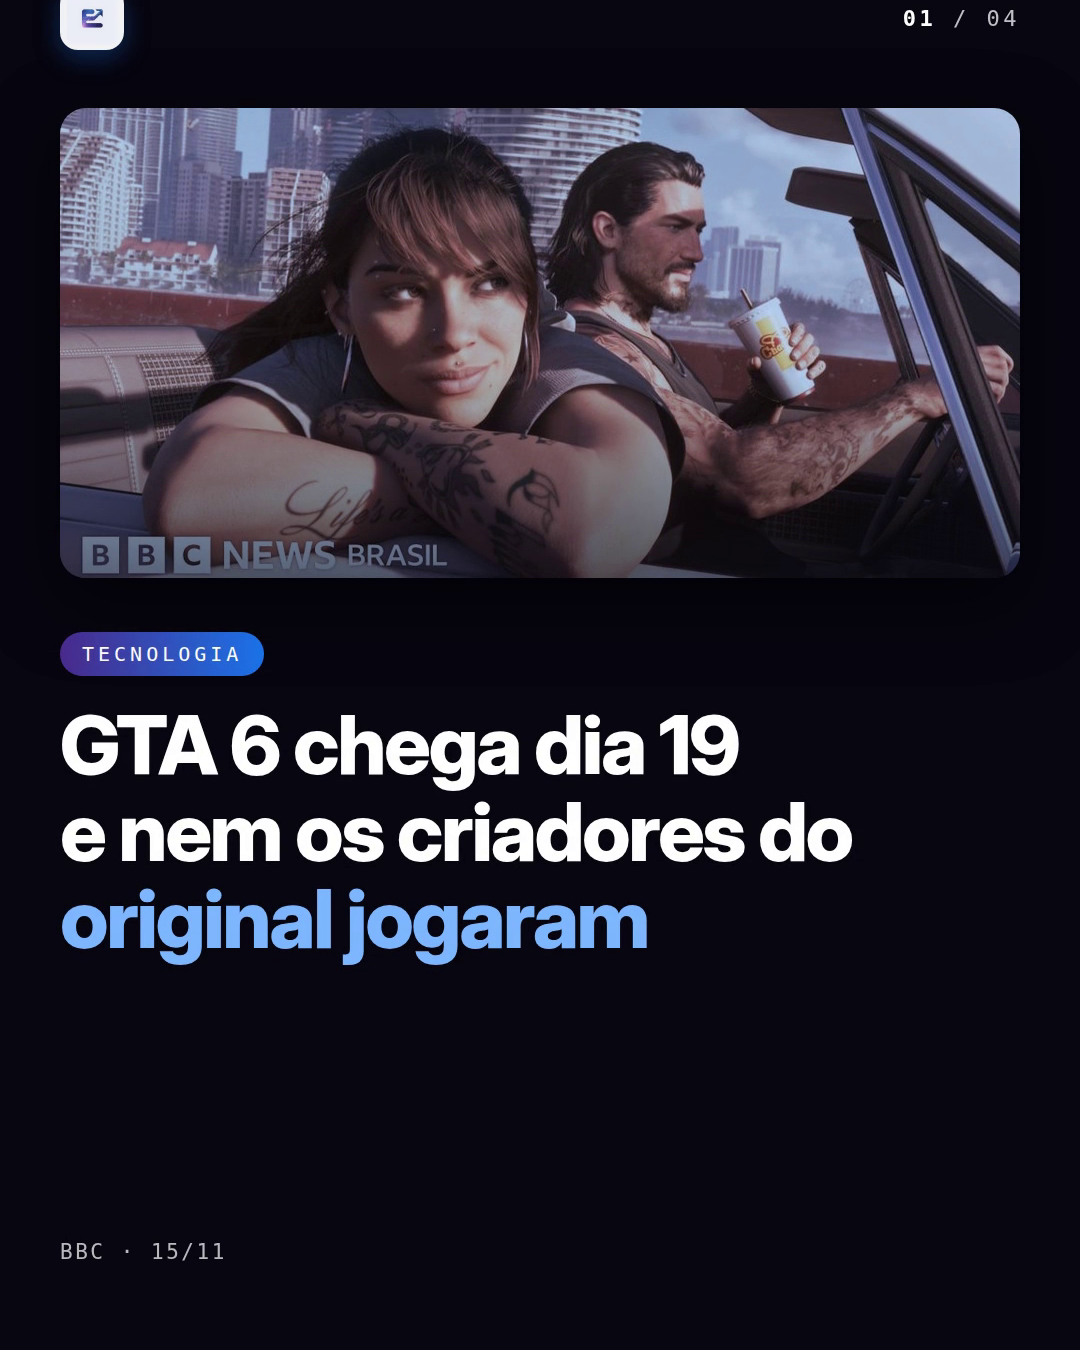 01 / 04
Life's a
BBC NEWS BRASIL
TECNOLOGIA
GTA 6 chega dia 19
e nem os criadores do
original jogaram
BBC · 15/11